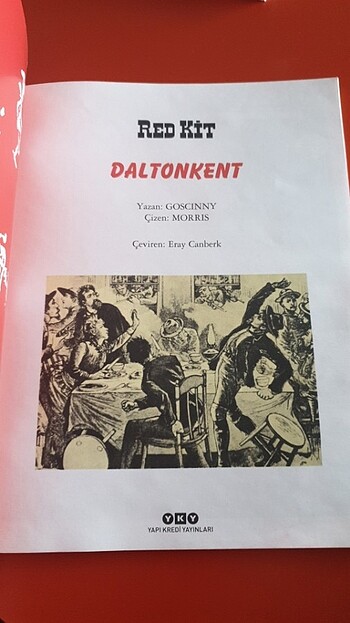 RED KİT
DALTONKENT
Yazan: GOSCINNY
Çizen: MORRIS
Çeviren: Eray Canberk
YKY
YAPI KREDİ YAYINLARI